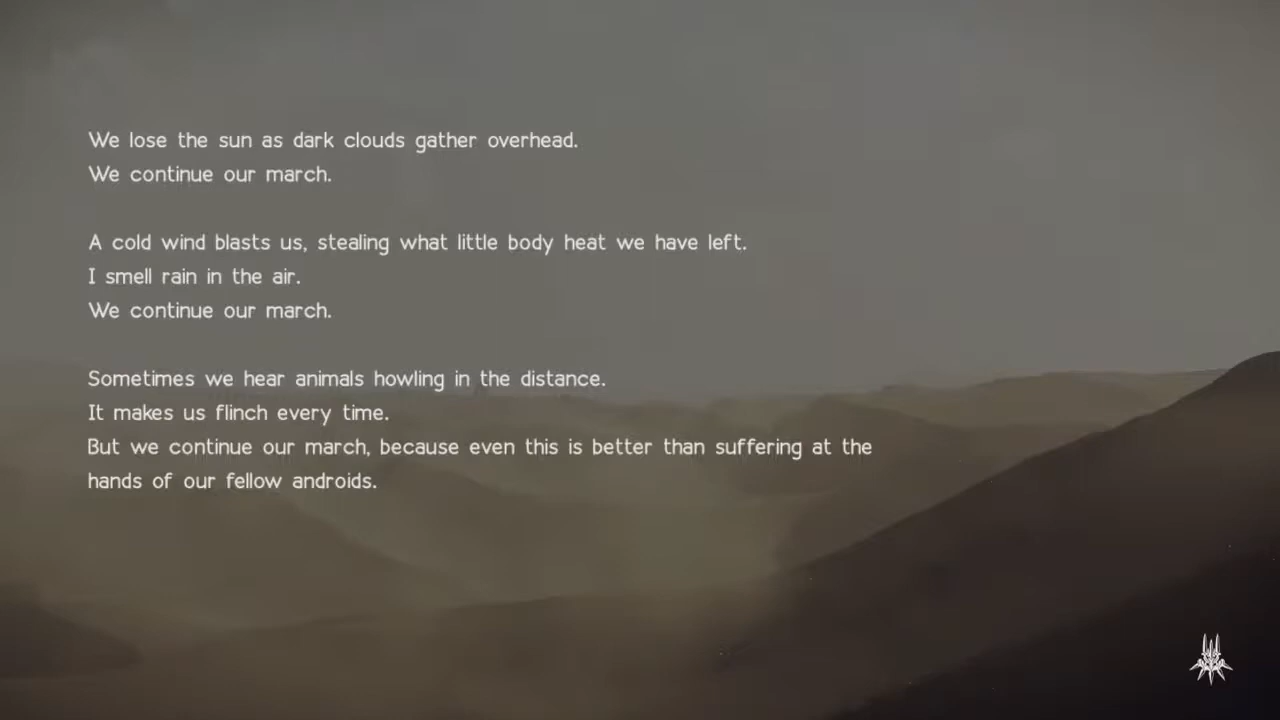 We lose the sun as dark clouds gather overhead.
We continue our march.
A cold wind blasts us, stealing what little body heat we have left.
I smell rain in the air.
We continue our march.
Sometimes we hear animals howling in the distance.
It makes us flinch every time.
But we continue our march, because even this is better than suffering at the
hands of our fellow androids.